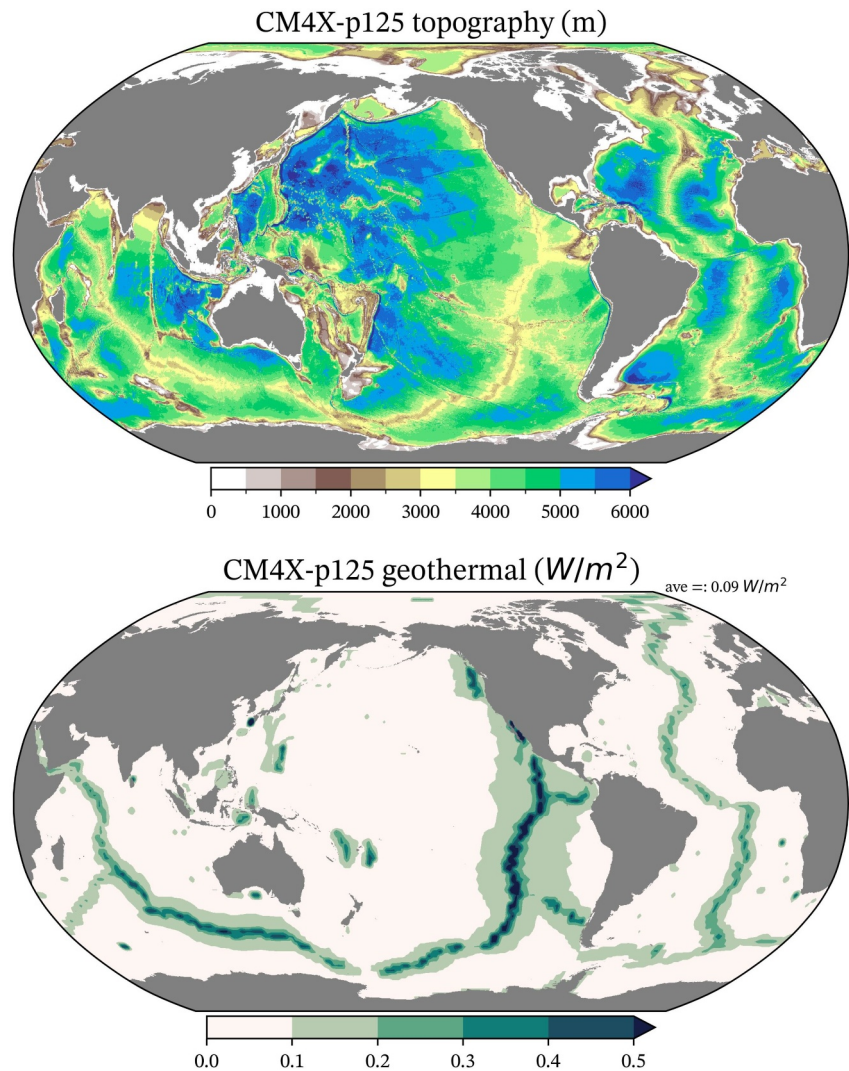 CM4X-p125 topography (m)
0 1000 2000 3000 4000 5000 6000
CM4X-p125 geothermal (W/m²)
ave =: 0.09 W/m²
0.0 0.1 0.2 0.3 0.4 0.5